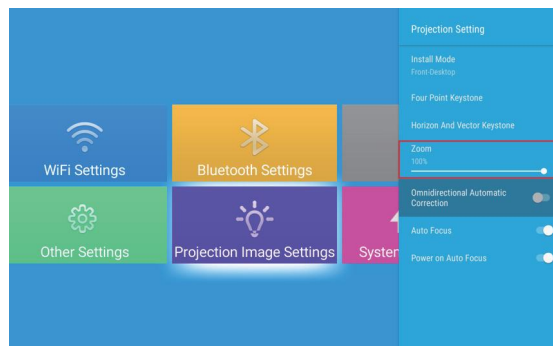 WiFi Settings
Bluetooth Settings
Other Settings
Projection Image Settings
System
Projection Setting
Install Mode
Front-Desktop
Four Point Keystone
Horizon And Vector Keystone
Zoom
100%
Omnidirectional Automatic
Correction
Auto Focus
Power on Auto Focus